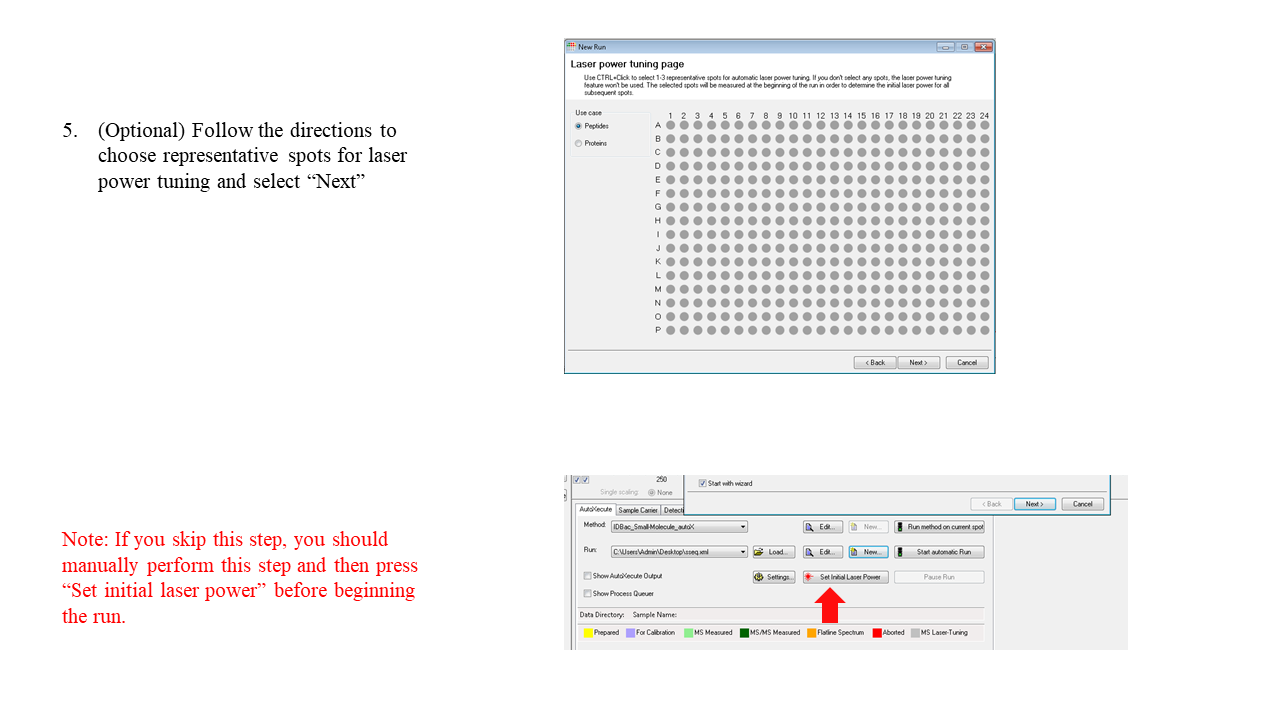 5. (Optional) Follow the directions to
choose representative spots for laser
power tuning and select “Next”
New Run
Laser power tuning page
Use CTRL+Click to select 1-3 representative spots for automatic laser power tuning. If you don't select any spots, the laser power tuning
feature won't be used. The selected spots will be measured at the beginning of the run in order to determine the initial laser power for all
subsequent spots.
Use case
Peptides
Proteins
1 2 3 4 5 6 7 8 9 10 11 12 13 14 15 16 17 18 19 20 21 22 23 24
A
B
C
D
E
F
G
H
I
J
K
L
M
N
O
P
< Back Next > Cancel
Note: If you skip this step, you should
manually perform this step and then press
“Set initial laser power” before beginning
the run.
250
Single scaling: None
Start with wizard
< Back Next > Cancel
AutoXecute Sample Carrier Detecti
Method: IDBac_Small-Molecule_autoX Edit... New... Run method on current spot
Run: C:\Users\Admin\Desktop\sseq.xml Load... Edit... New... Start automatic Run
Show AutoXecute Output Settings... Set Initial Laser Power Pause Run
Show Process Queuer
Data Directory: Sample Name:
Prepared For Calibration MS Measured MS/MS Measured Flatline Spectrum Aborted MS Laser-Tuning